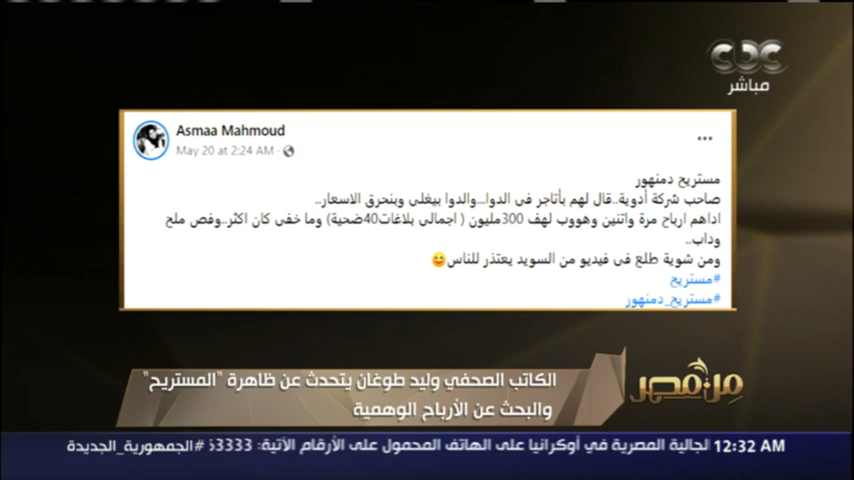 CBC
مباشر
Asmaa Mahmoud
May 20 at 2:24 AM
مستريح دمنهور
صاحب شركة أدوية..قال لهم بأتاجر فى الدوا...والدوا بيغلى وبنحرق الاسعار..
اداهم ارباح مرة واتنين وهووب لهف 300مليون ( اجمالى بلاغات40ضحية) وما خفى كان اكثر..وفص ملح
وداب..
ومن شوية طلع فى فيديو من السويد يعتذر للناس😊
#مستريح
#مستريح_دمنهور
الكاتب الصحفي وليد طوغان يتحدث عن ظاهرة "المستريح"
والبحث عن الأرباح الوهمية
من مصر
الجالية المصرية في أوكرانيا على الهاتف المحمول على الأرقام الآتية: 53333 #الجمهورية_الجديدة
12:32 AM